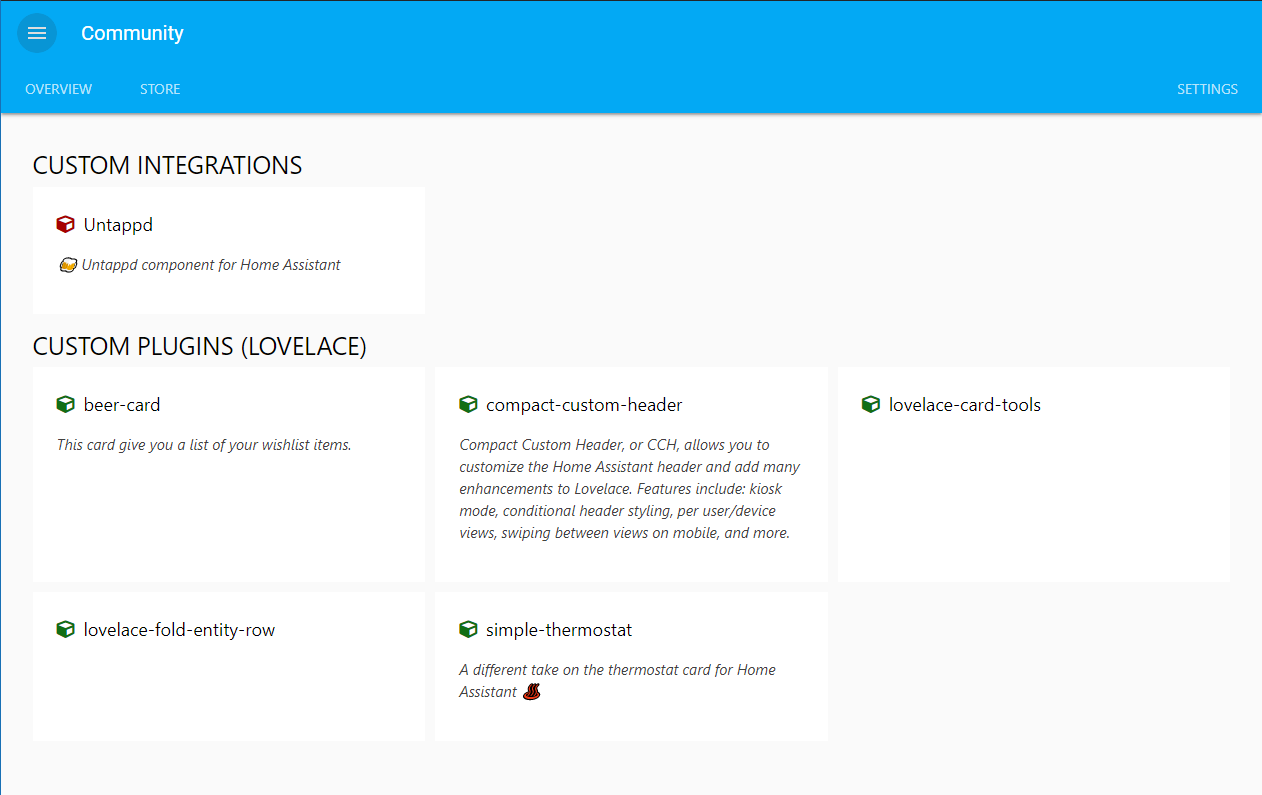 Community
OVERVIEW STORE SETTINGS
CUSTOM INTEGRATIONS
Untappd
🍻 Untappd component for Home Assistant
CUSTOM PLUGINS (LOVELACE)
beer-card
This card give you a list of your wishlist items.
compact-custom-header
Compact Custom Header, or CCH, allows you to
customize the Home Assistant header and add many
enhancements to Lovelace. Features include: kiosk
mode, conditional header styling, per user/device
views, swiping between views on mobile, and more.
lovelace-card-tools
lovelace-fold-entity-row
simple-thermostat
A different take on the thermostat card for Home
Assistant ♨️